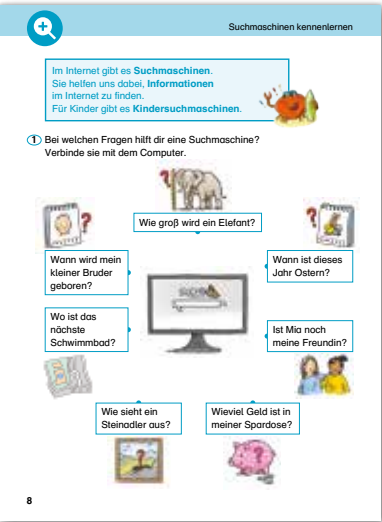 Suchmaschinen kennenlernen
Im Internet gibt es Suchmaschinen.
Sie helfen uns dabei, Informationen
im Internet zu finden.
Für Kinder gibt es Kindersuchmaschinen.
1 Bei welchen Fragen hilft dir eine Suchmaschine?
Verbinde sie mit dem Computer.
Wie groß wird ein Elefant?
Wann wird mein
kleiner Bruder
geboren?
Wann ist dieses
Jahr Ostern?
Wo ist das
nächste
Schwimmbad?
Ist Mia noch
meine Freundin?
Wie sieht ein
Steinadler aus?
Wieviel Geld ist in
meiner Spardose?
8